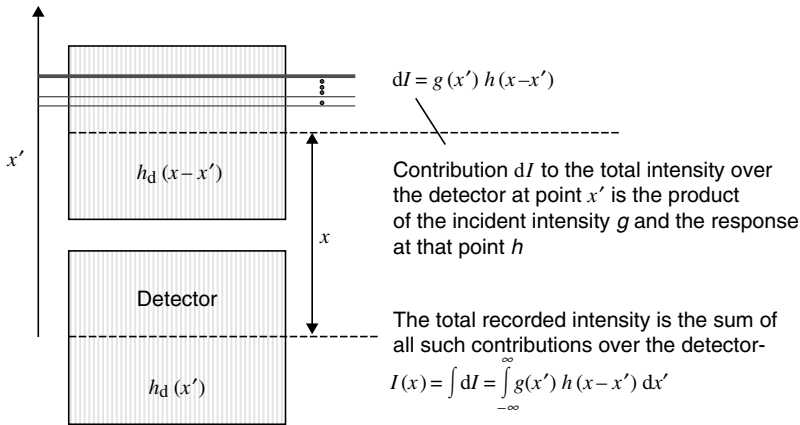 dI = g (x′) h (x–x′)
x′
h_d (x– x′)
Contribution dI to the total intensity over
the detector at point x′ is the product
of the incident intensity g and the response
at that point h
x
Detector
The total recorded intensity is the sum of
all such contributions over the detector-
h_d (x′)
I(x) = ∫ dI = ∫_{–∞}^{∞} g(x′) h (x–x′) dx′